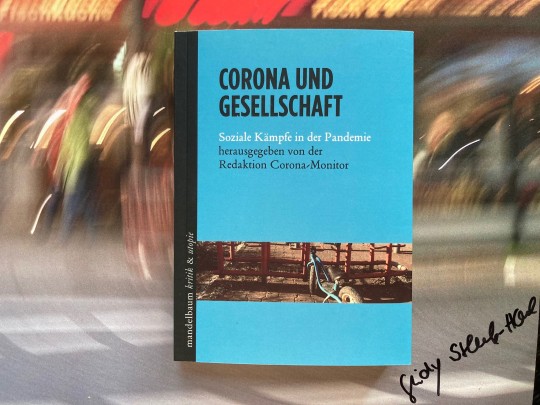 CORONA UND
GESELLSCHAFT
Soziale Kämpfe in der Pandemie
herausgegeben von der
Redaktion Corona-Monitor
mandelbaum kritik & utopie